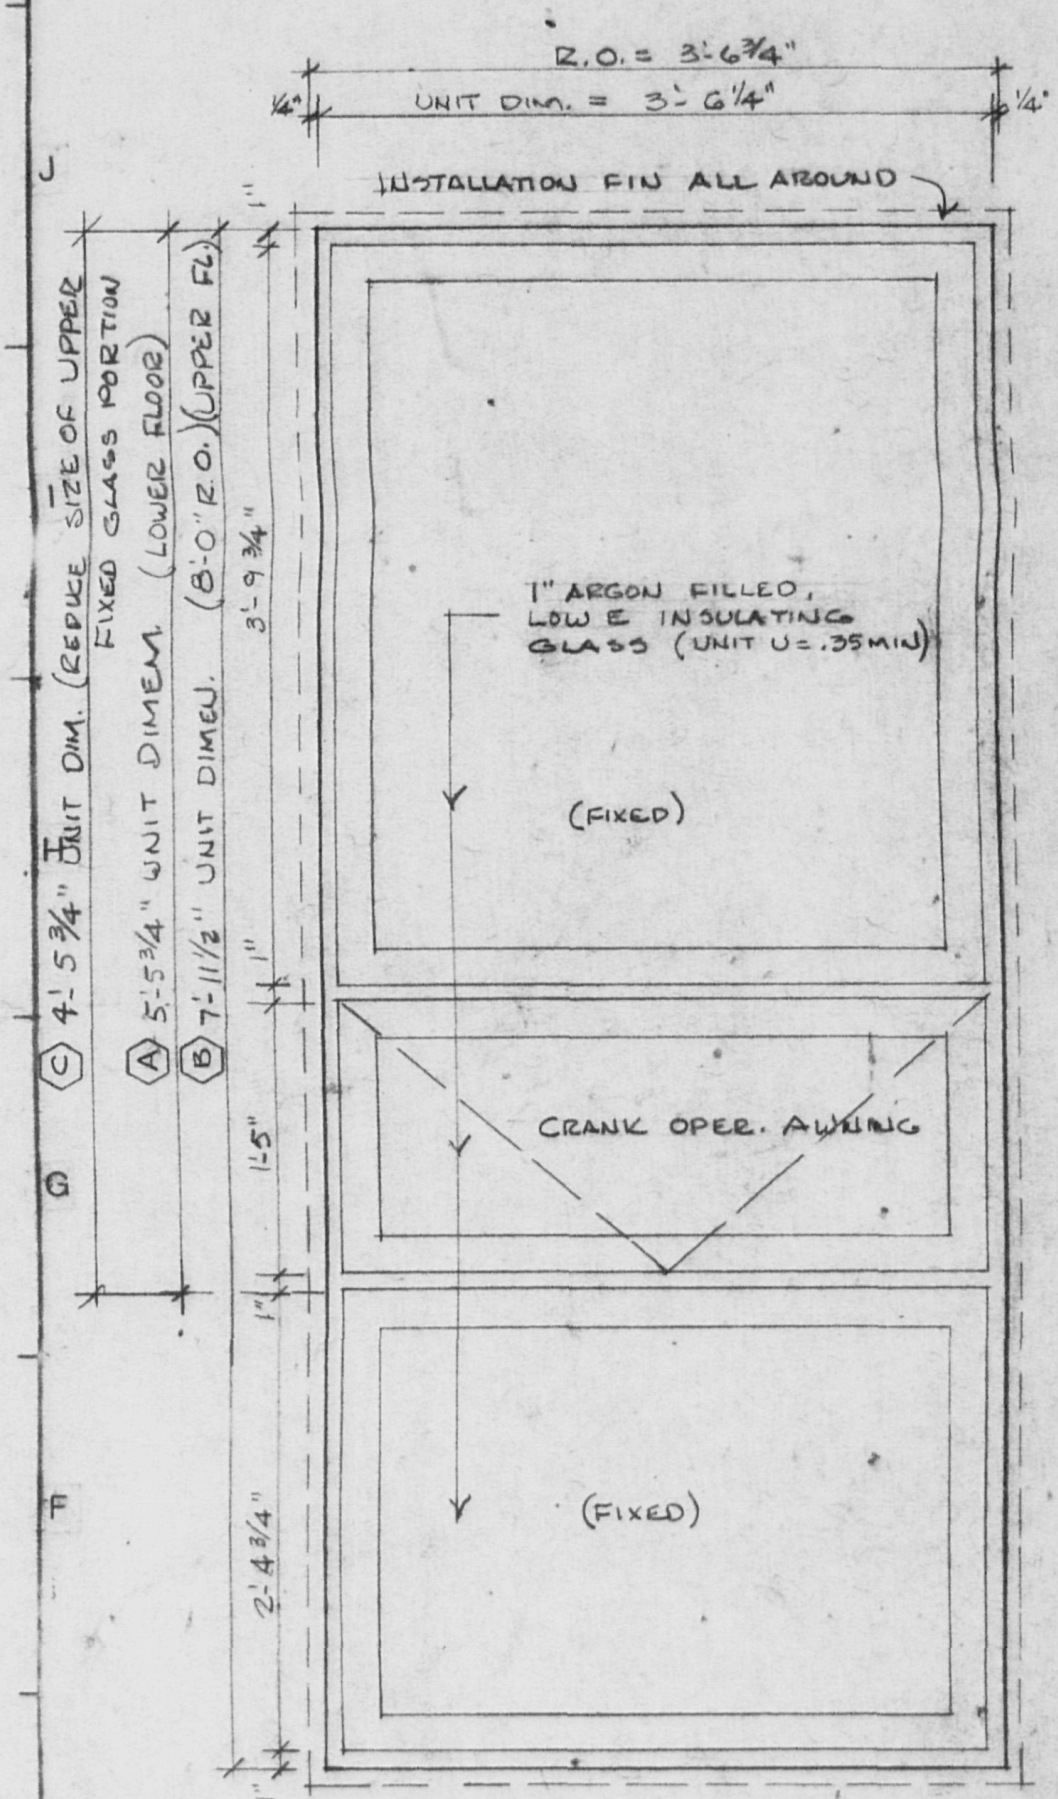 R.O. = 3'-6 3/4"
1/4"
UNIT DIM. = 3'-6 1/4"
1/4"
INSTALLATION FIN ALL AROUND
J
1"
C 4'-5 3/4" UNIT DIM. (REDUCE SIZE OF UPPER
FIXED GLASS PORTION
A 5'-5 3/4" UNIT DIMEN. (LOWER FLOOR)
B 7'-11 1/2" UNIT DIMEN. (8'-0" R.O.)(UPPER FL.)
3'-9 3/4"
1" ARGON FILLED,
LOW E INSULATING
GLASS (UNIT U = .35 MIN)
(FIXED)
I
H
1"
1'-5"
CRANK OPER. AWNING
G
1"
2'-4 3/4"
(FIXED)
F
1"